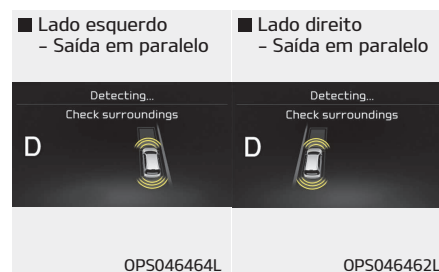 ■ Lado esquerdo
– Saída em paralelo
Detecting...
Check surroundings
D
OPS046464L
■ Lado direito
– Saída em paralelo
Detecting...
Check surroundings
D
OPS046462L